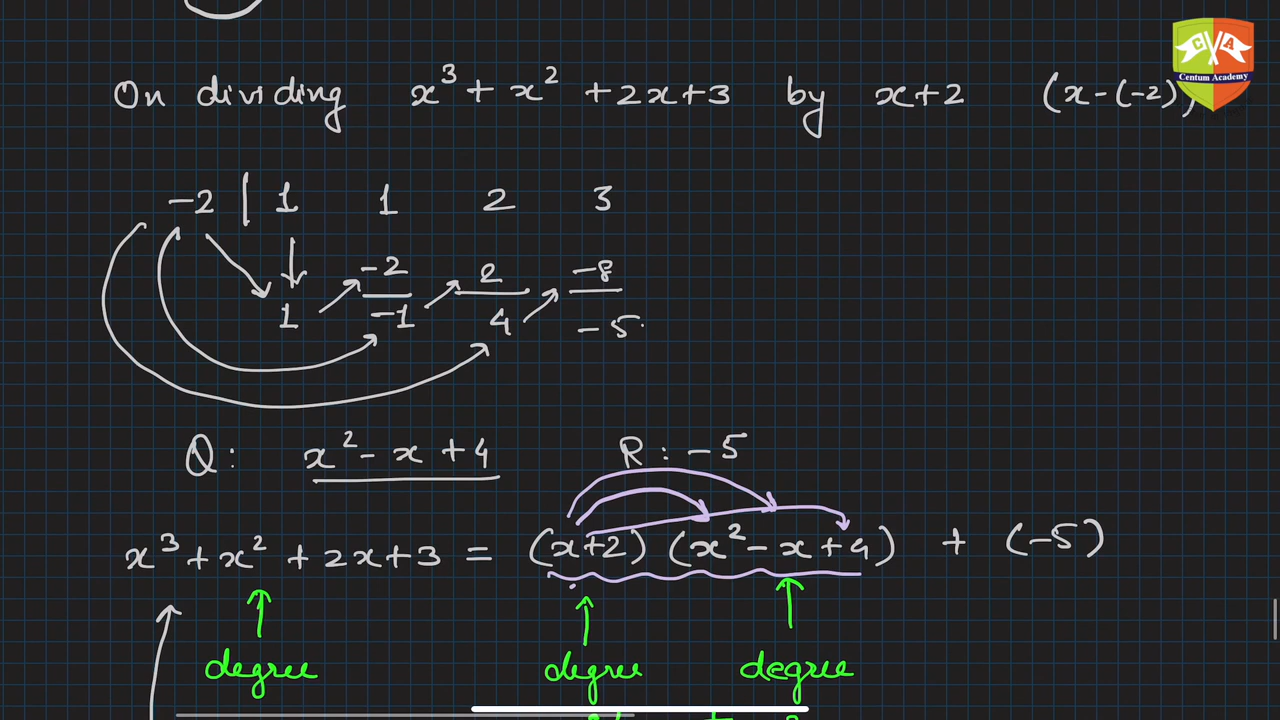 CA
Centum Academy
On dividing x³ + x² + 2x + 3 by x + 2 (x - (-2))
-2 | 1 1 2 3
-2 2 -8
1 -1 4 -5
Q: x² - x + 4 R: -5
x³ + x² + 2x + 3 = (x+2) (x² - x + 4) + (-5)
degree degree degree